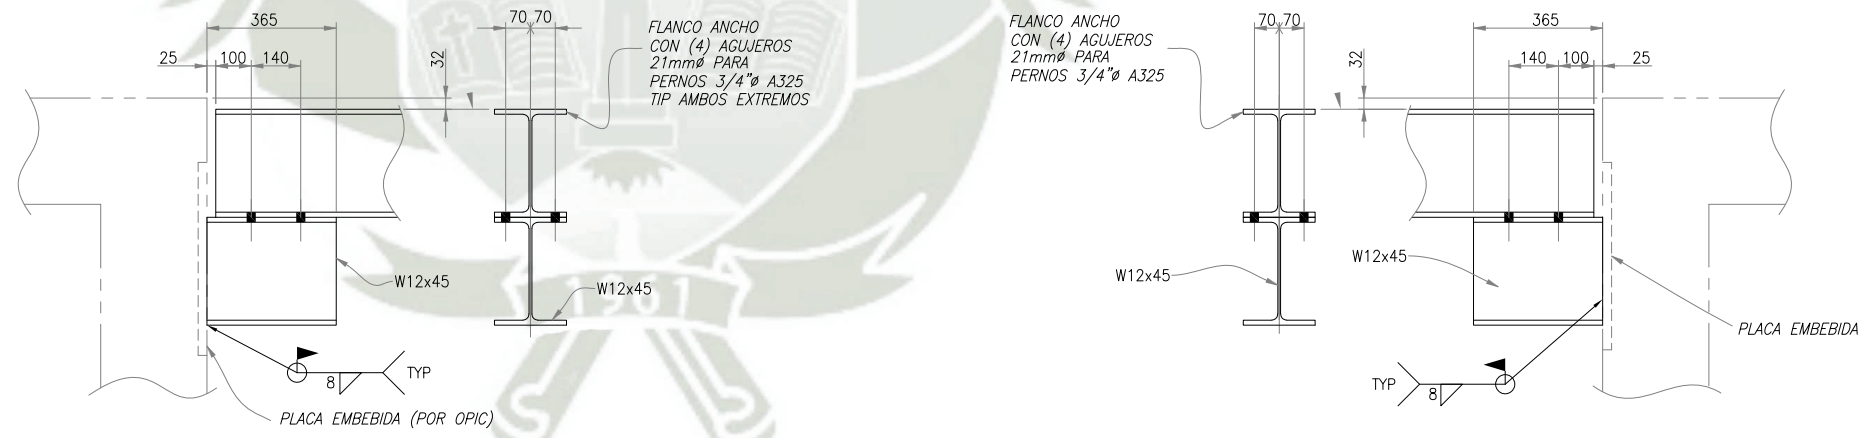 365
25
100
140
32
70
70
FLANCO ANCHO
CON (4) AGUJEROS
21mmø PARA
PERNOS 3/4"ø A325
TIP AMBOS EXTREMOS
W12x45
W12x45
8
TYP
PLACA EMBEBIDA (POR OPIC)
1961
FLANCO ANCHO
CON (4) AGUJEROS
21mmø PARA
PERNOS 3/4"ø A325
70
70
32
365
140
100
25
W12x45
W12x45
PLACA EMBEBIDA
TYP
8